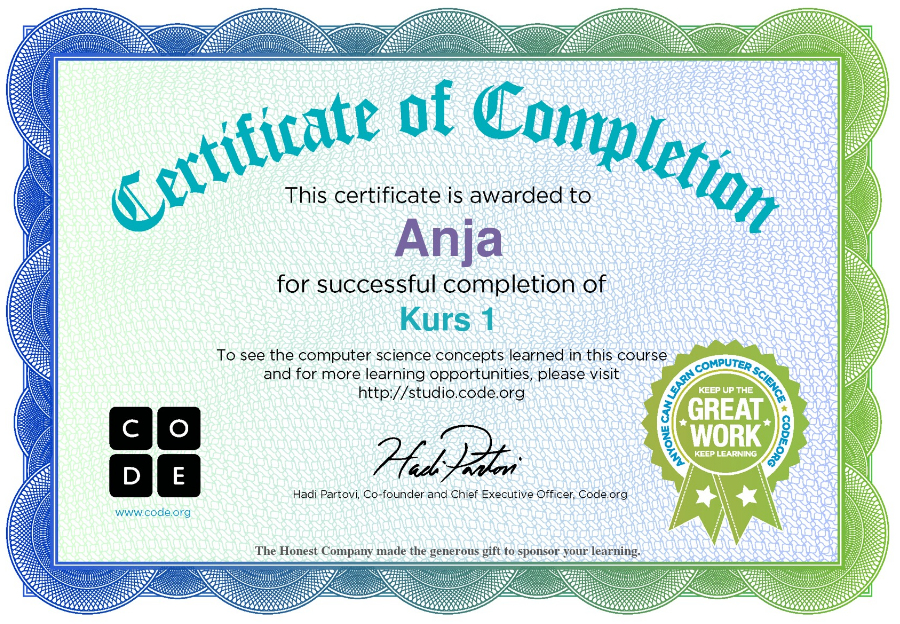 Certificate of Completion
This certificate is awarded to
Anja
for successful completion of
Kurs 1
To see the computer science concepts learned in this course
and for more learning opportunities, please visit
http://studio.code.org
C O
D E
www.code.org
Hadi Partovi
Hadi Partovi, Co-founder and Chief Executive Officer, Code.org
ANYONE CAN LEARN COMPUTER SCIENCE ★ CODE.ORG ★
KEEP UP THE
GREAT
WORK
KEEP LEARNING
The Honest Company made the generous gift to sponsor your learning.